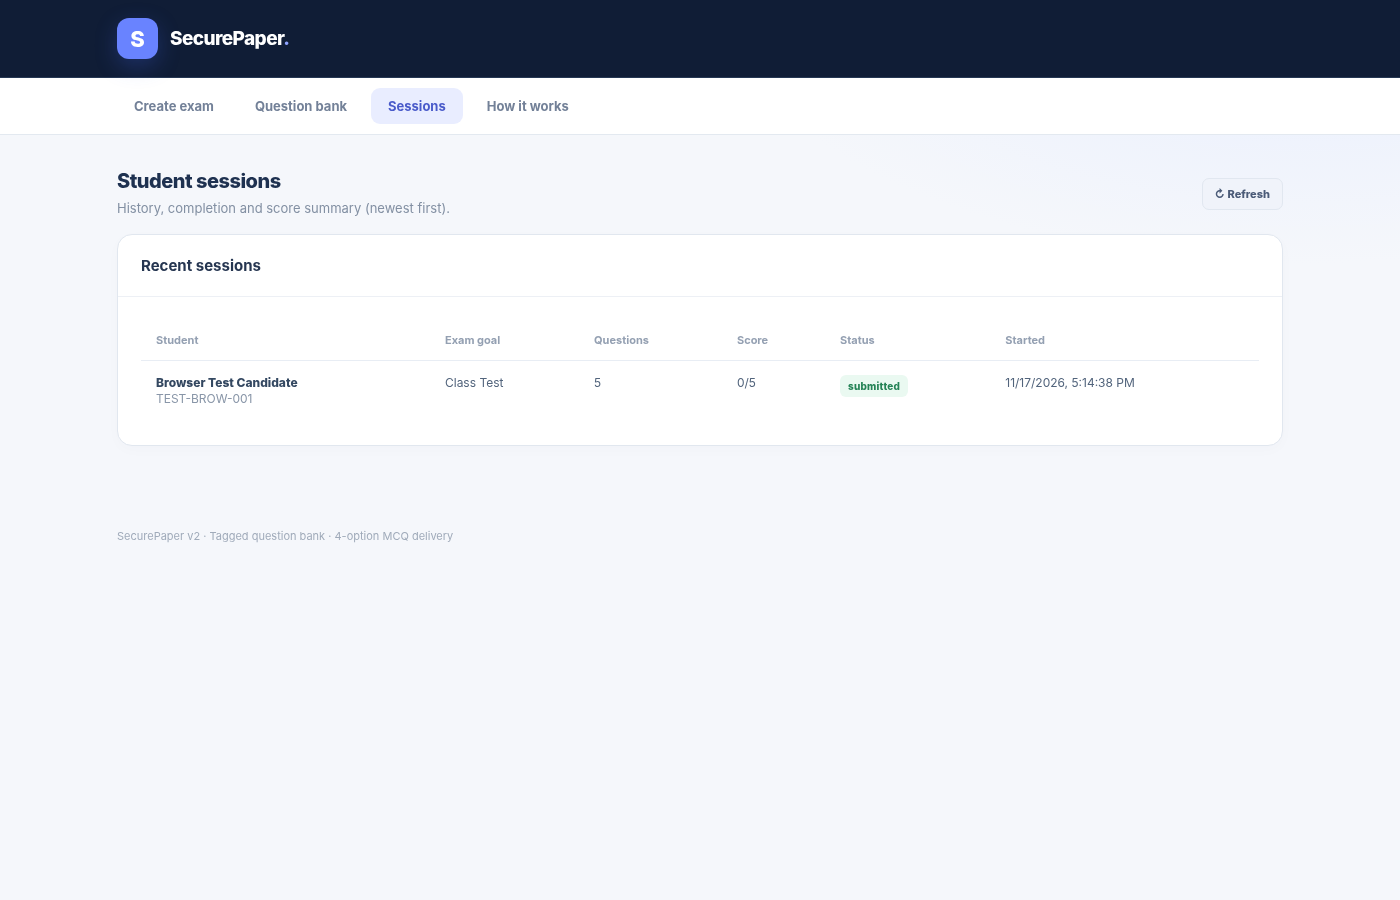 S
SecurePaper.
Create exam
Question bank
Sessions
How it works
Student sessions
History, completion and score summary (newest first).
↻ Refresh
Recent sessions
Student Exam goal Questions Score Status Started
Browser Test Candidate Class Test 5 0/5 submitted 11/17/2026, 5:14:38 PM
TEST-BROW-001
SecurePaper v2 · Tagged question bank · 4-option MCQ delivery